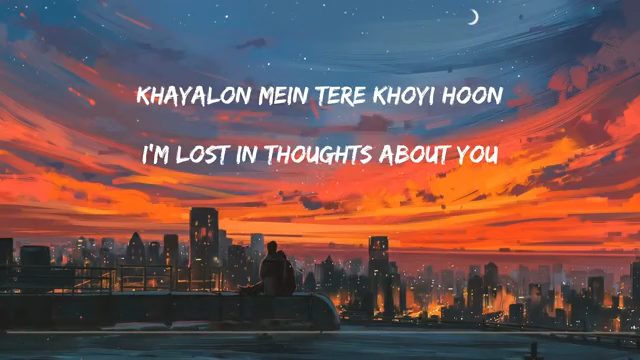 KHAYALON MEIN TERE KHOYI HOON
I'M LOST IN THOUGHTS ABOUT YOU